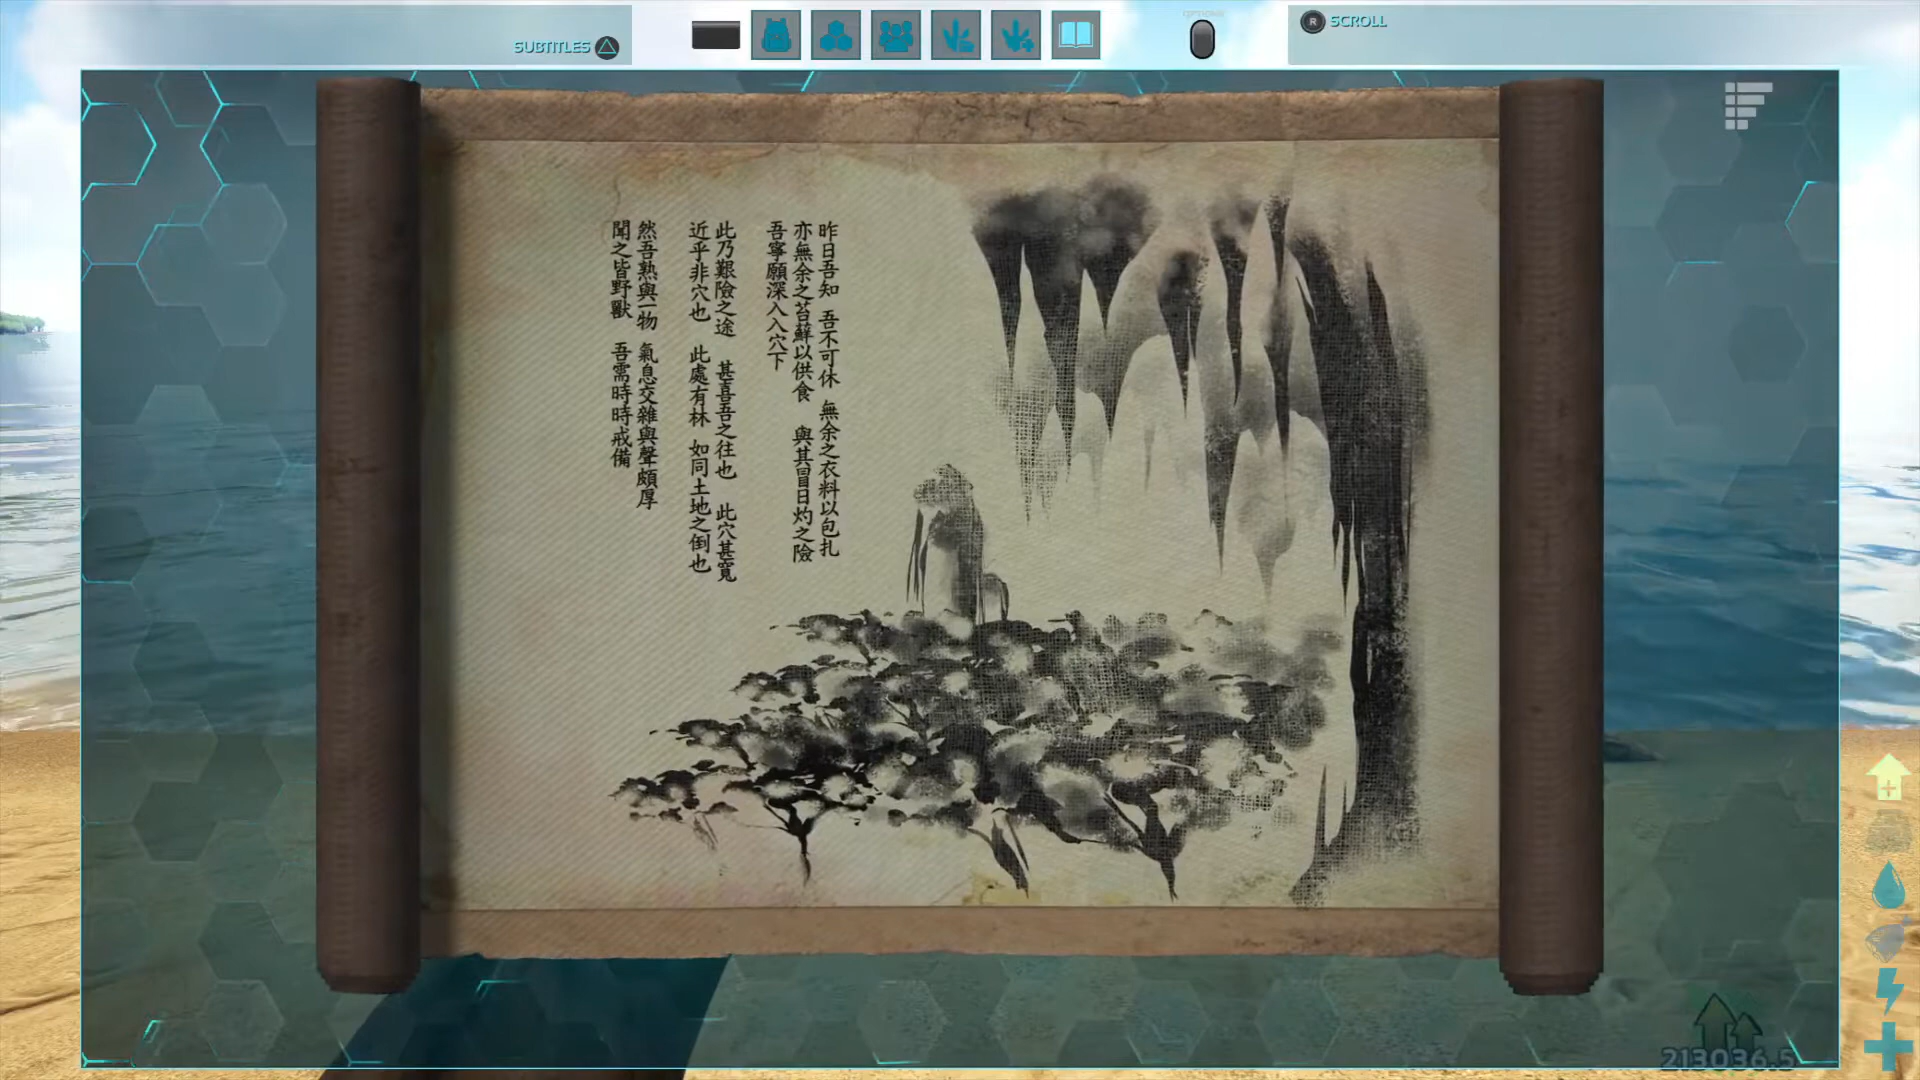 SUBTITLES
OPTIONS
R SCROLL
昨日吾知 吾不可休 無余之衣料以包扎
亦無余之苔蘚以供食 與其冒日灼之險
吾寧願深入入穴下
此乃艱險之途 甚喜吾之往也 此穴甚寬
近乎非穴也 此處有林 如同土地之倒也
然吾熟與一物 氣息交雜與聲頗厚
聞之皆野獸 吾需時時戒備
213036.5